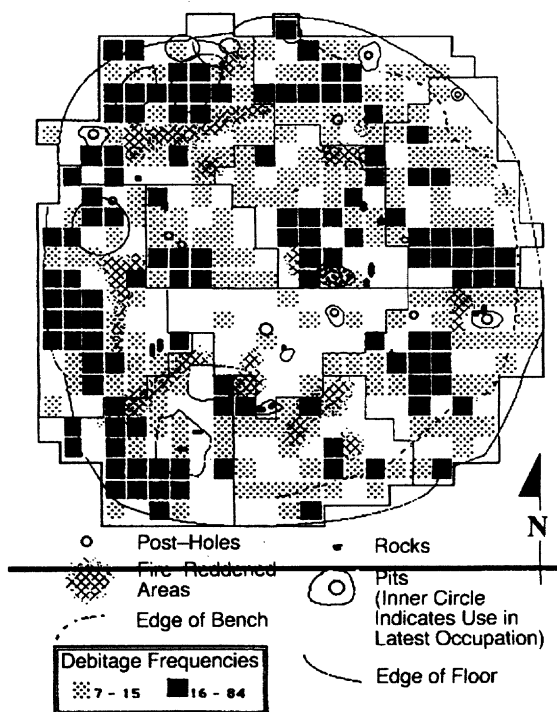 N
Post-Holes
Fire-Reddened
Areas
Edge of Bench
Rocks
Pits
(Inner Circle
Indicates Use in
Latest Occupation)
Edge of Floor
Debitage Frequencies
7 - 15
16 - 84